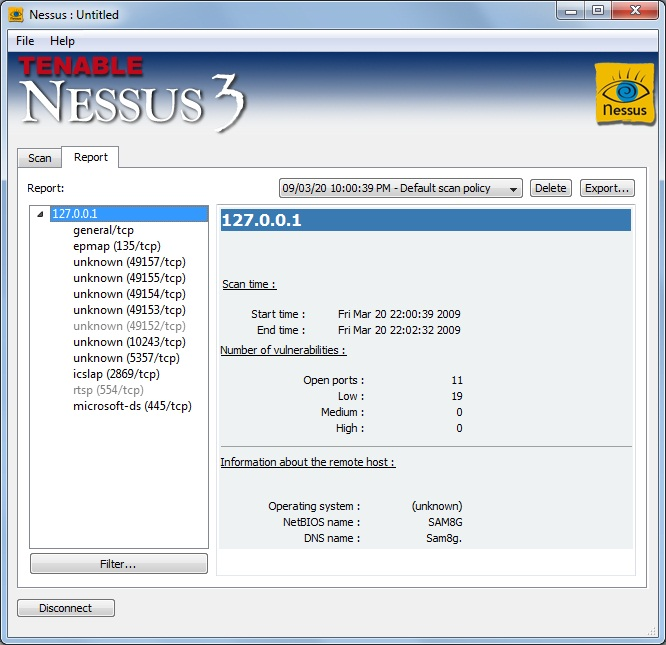 Nessus : Untitled
File Help
TENABLE
NESSUS 3
Nessus
Scan Report
Report:
09/03/20 10:00:39 PM - Default scan policy
Delete
Export...
127.0.0.1
general/tcp
epmap (135/tcp)
unknown (49157/tcp)
unknown (49155/tcp)
unknown (49154/tcp)
unknown (49153/tcp)
unknown (49152/tcp)
unknown (10243/tcp)
unknown (5357/tcp)
icslap (2869/tcp)
rtsp (554/tcp)
microsoft-ds (445/tcp)
Filter...
127.0.0.1
Scan time :
Start time : Fri Mar 20 22:00:39 2009
End time : Fri Mar 20 22:02:32 2009
Number of vulnerabilities :
Open ports : 11
Low : 19
Medium : 0
High : 0
Information about the remote host :
Operating system : (unknown)
NetBIOS name : SAM8G
DNS name : Sam8g.
Disconnect